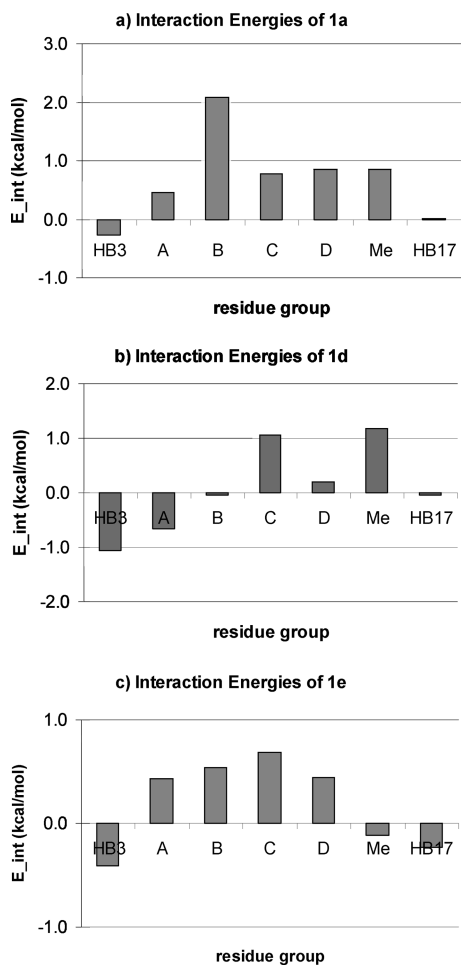 a) Interaction Energies of 1a
3.0
2.0
1.0
0.0
-1.0
E_int (kcal/mol)
HB3 A B C D Me HB17
residue group
b) Interaction Energies of 1d
2.0
1.0
0.0
-1.0
-2.0
E_int (kcal/mol)
HB3 A B C D Me HB17
residue group
c) Interaction Energies of 1e
1.0
0.0
-1.0
E_int (kcal/mol)
HB3 A B C D Me HB17
residue group